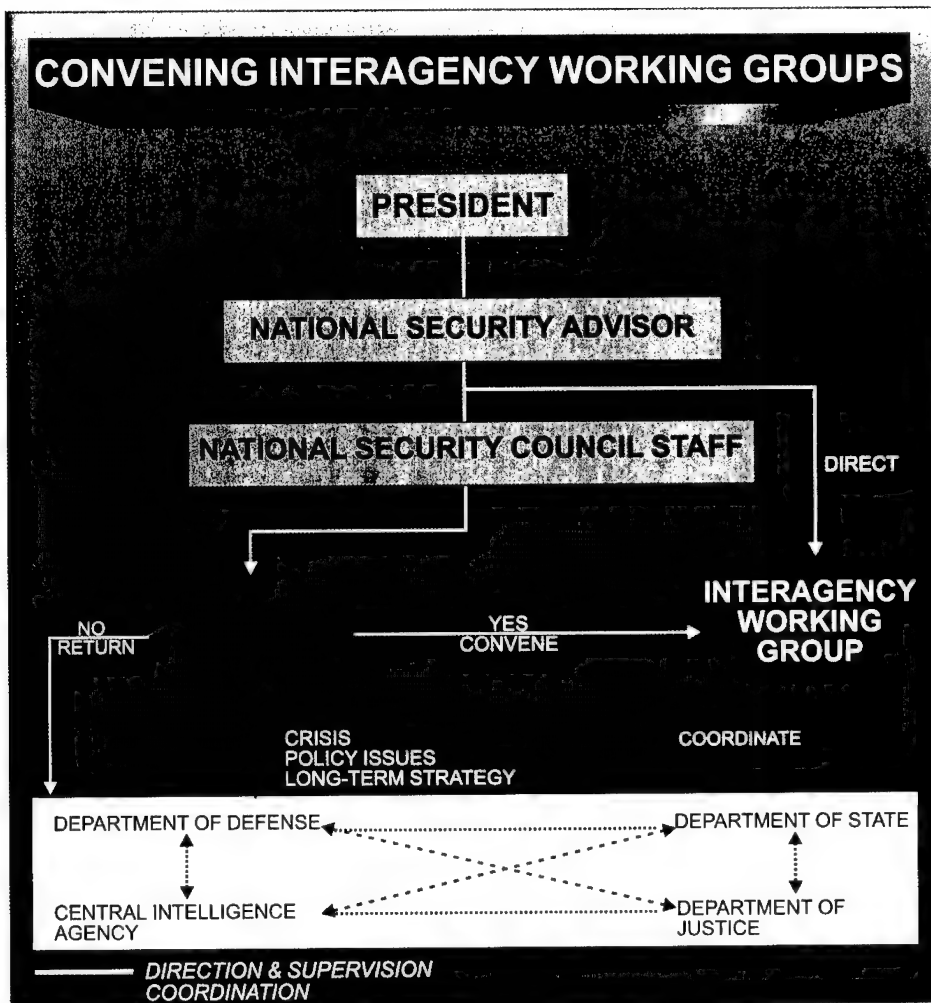 CONVENING INTERAGENCY WORKING GROUPS
PRESIDENT
NATIONAL SECURITY ADVISOR
NATIONAL SECURITY COUNCIL STAFF
DIRECT
INTERAGENCY
WORKING
GROUP
NO
RETURN
YES
CONVENE
CRISIS
POLICY ISSUES
LONG-TERM STRATEGY
COORDINATE
DEPARTMENT OF DEFENSE
DEPARTMENT OF STATE
CENTRAL INTELLIGENCE
AGENCY
DEPARTMENT OF
JUSTICE
DIRECTION & SUPERVISION
COORDINATION